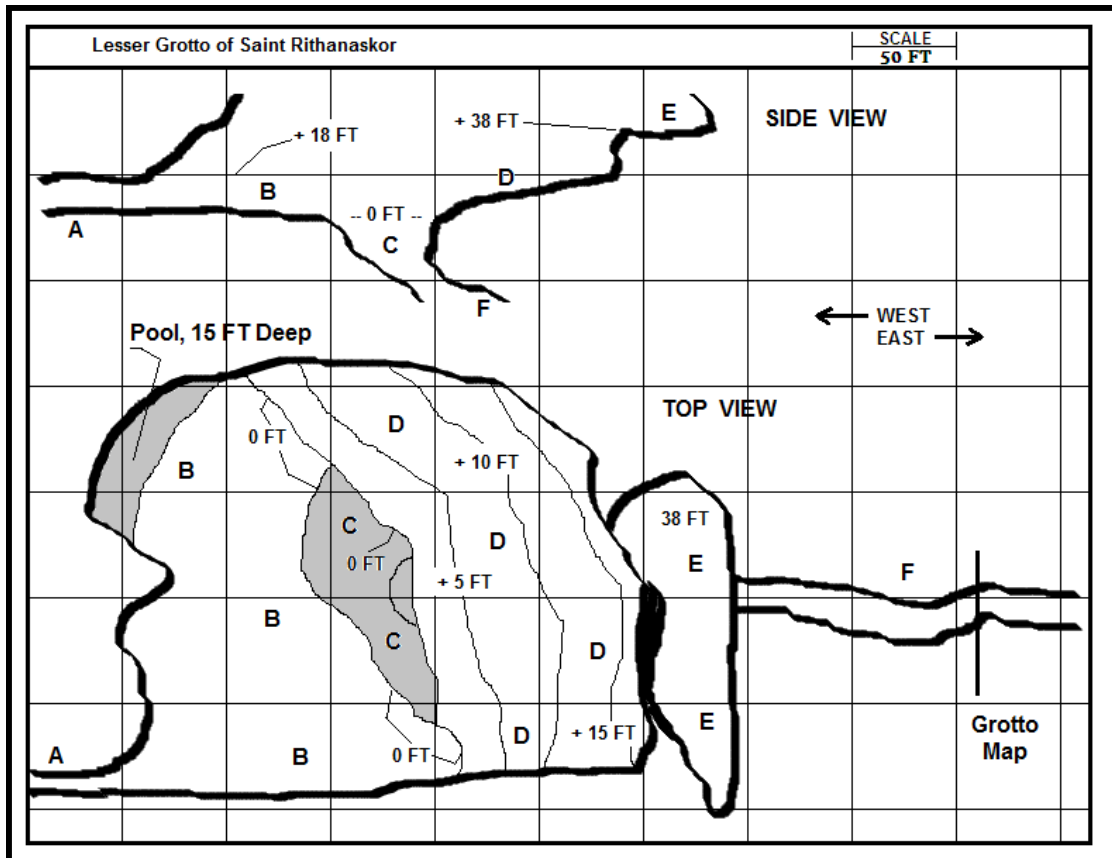 Lesser Grotto of Saint Rithanaskor
SCALE
50 FT
E
+ 38 FT
SIDE VIEW
+ 18 FT
D
B
-- 0 FT --
A
C
F
WEST
EAST
Pool, 15 FT Deep
TOP VIEW
D
0 FT
+ 10 FT
B
38 FT
C
D
0 FT
E
F
+ 5 FT
B
C
D
E
Grotto
Map
D
+ 15 FT
A
B
0 FT